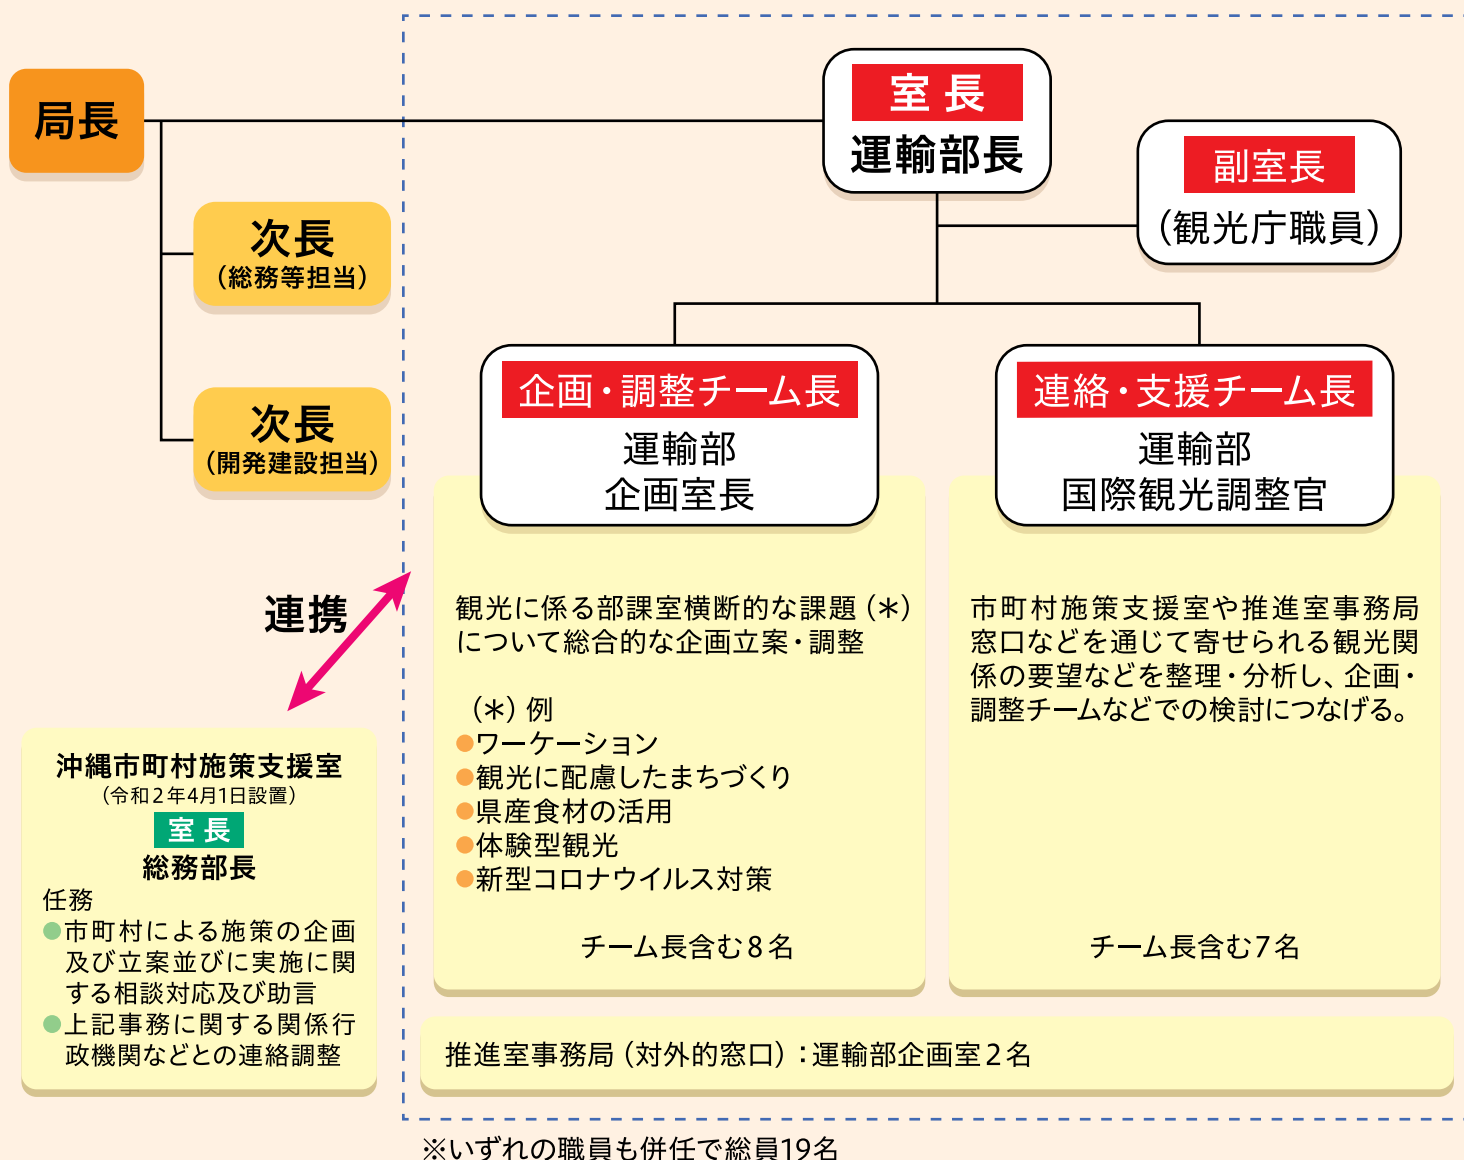 局長
次長
（総務等担当）
次長
（開発建設担当）
室 長
運輸部長
副室長
（観光庁職員）
企画・調整チーム長
運輸部
企画室長
観光に係る部課室横断的な課題（＊）
について総合的な企画立案・調整
（＊）例
●ワーケーション
●観光に配慮したまちづくり
●県産食材の活用
●体験型観光
●新型コロナウイルス対策
チーム長含む８名
連絡・支援チーム長
運輸部
国際観光調整官
市町村施策支援室や推進室事務局
窓口などを通じて寄せられる観光関
係の要望などを整理・分析し、企画・
調整チームなどでの検討につなげる。
チーム長含む7名
連携
沖縄市町村施策支援室
（令和２年4月1日設置）
室 長
総務部長
任務
●市町村による施策の企画
及び立案並びに実施に関
する相談対応及び助言
●上記事務に関する関係行
政機関などとの連絡調整
推進室事務局（対外的窓口）：運輸部企画室２名
※いずれの職員も併任で総員19名